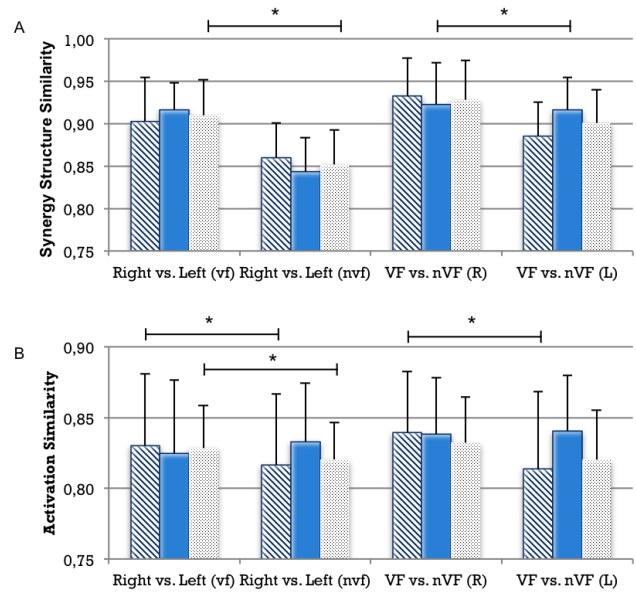 A
*
*
1,00
0,95
0,90
0,85
0,80
0,75
Synergy Structure Similarity
Right vs. Left (vf) Right vs. Left (nvf) VF vs. nVF (R) VF vs. nVF (L)
B
*
*
*
0,90
0,85
0,80
0,75
Activation Similarity
Right vs. Left (vf) Right vs. Left (nvf) VF vs. nVF (R) VF vs. nVF (L)